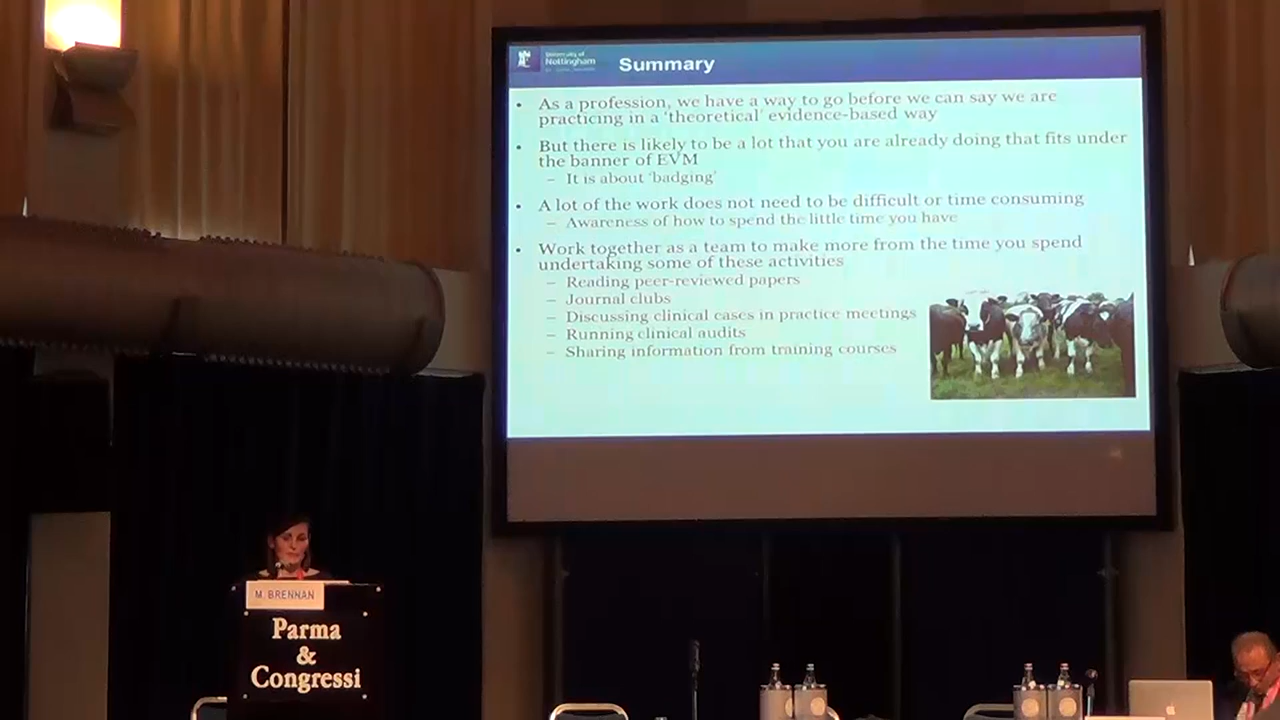 University of
Nottingham
Summary
• As a profession, we have a way to go before we can say we are
practicing in a 'theoretical' evidence-based way
• But there is likely to be a lot that you are already doing that fits under
the banner of EVM
– It is about 'badging'
• A lot of the work does not need to be difficult or time consuming
– Awareness of how to spend the little time you have
• Work together as a team to make more from the time you spend
undertaking some of these activities
– Reading peer-reviewed papers
– Journal clubs
– Discussing clinical cases in practice meetings
– Running clinical audits
– Sharing information from training courses
M. BRENNAN
Parma
&
Congressi